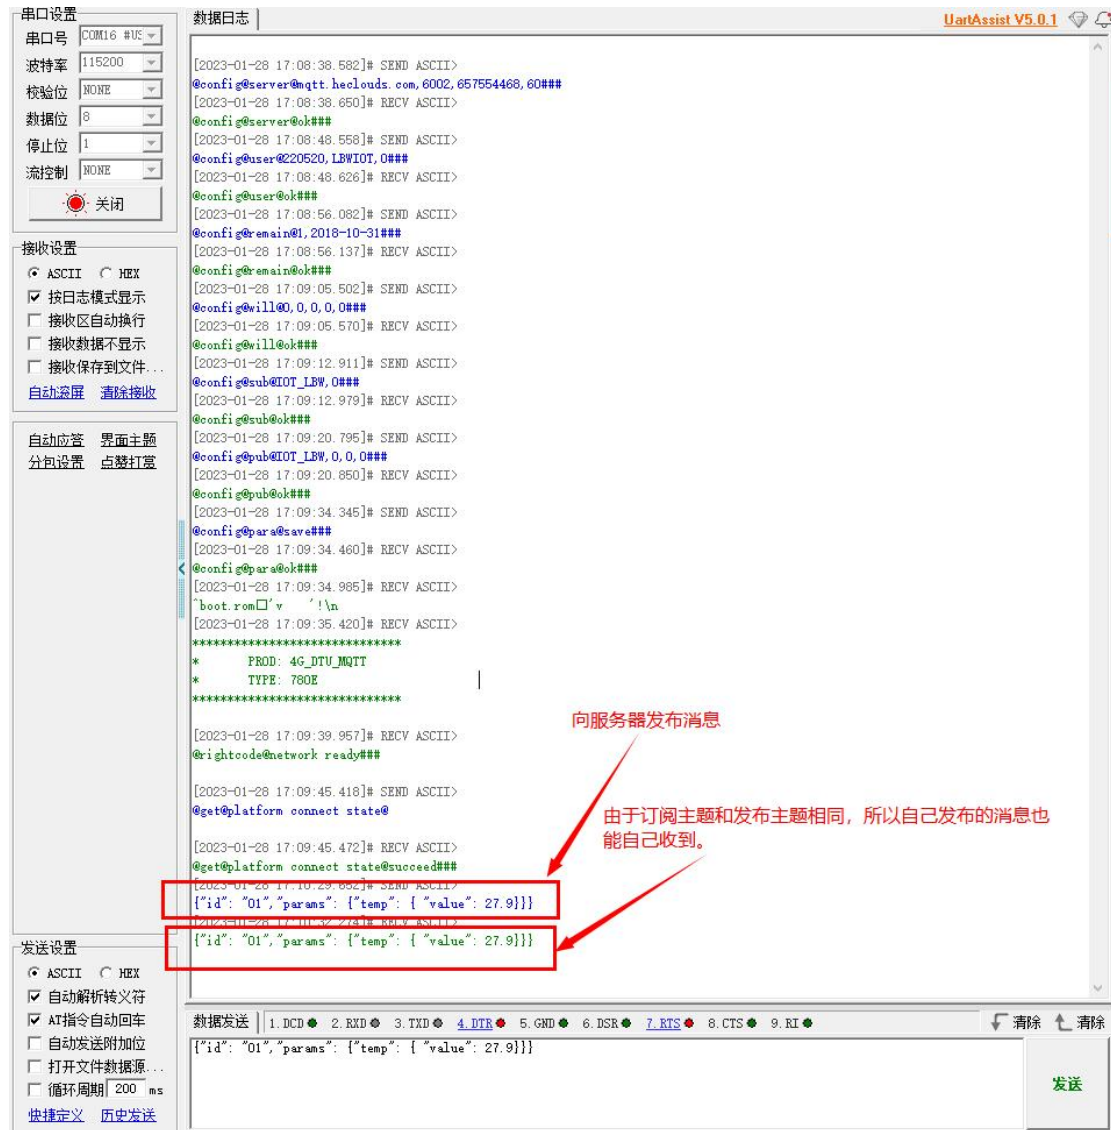 串口设置
串口号 COM16 #US
波特率 115200
校验位 NONE
数据位 8
停止位 1
流控制 NONE
关闭
接收设置
ASCII HEX
按日志模式显示
接收区自动换行
接收数据不显示
接收保存到文件...
自动滚屏 清除接收
自动应答 界面主题
分包设置 点赞打赏
发送设置
ASCII HEX
自动解析转义符
AT指令自动回车
自动发送附加位
打开文件数据源...
循环周期 200 ms
快捷定义 历史发送
数据日志
UartAssist V5.0.1
[2023-01-28 17:08:38.582]# SEND ASCII>
@config@server@mqtt.heclouds.com,6002,657554468,60###
[2023-01-28 17:08:38.650]# RECV ASCII>
@config@server@ok###
[2023-01-28 17:08:48.558]# SEND ASCII>
@config@user@220520,LBWIOT,0###
[2023-01-28 17:08:48.626]# RECV ASCII>
@config@user@ok###
[2023-01-28 17:08:56.082]# SEND ASCII>
@config@remain@1,2018-10-31###
[2023-01-28 17:08:56.137]# RECV ASCII>
@config@remain@ok###
[2023-01-28 17:09:05.502]# SEND ASCII>
@config@will@0,0,0,0,0###
[2023-01-28 17:09:05.570]# RECV ASCII>
@config@will@ok###
[2023-01-28 17:09:12.911]# SEND ASCII>
@config@sub@IOT_LBW,0###
[2023-01-28 17:09:12.979]# RECV ASCII>
@config@sub@ok###
[2023-01-28 17:09:20.795]# SEND ASCII>
@config@pub@IOT_LBW,0,0,0###
[2023-01-28 17:09:20.850]# RECV ASCII>
@config@pub@ok###
[2023-01-28 17:09:34.345]# SEND ASCII>
@config@para@save###
[2023-01-28 17:09:34.460]# RECV ASCII>
@config@para@ok###
[2023-01-28 17:09:34.985]# RECV ASCII>
^boot.rom□'v '!\n
[2023-01-28 17:09:35.420]# RECV ASCII>
******************************
* PROD: 4G_DTU_MQTT
* TYPE: 780E
******************************
[2023-01-28 17:09:39.957]# RECV ASCII>
@rightcode@network ready###
[2023-01-28 17:09:45.418]# SEND ASCII>
@get@platform connect state@
[2023-01-28 17:09:45.472]# RECV ASCII>
@get@platform connect state@succeed###
[2023-01-28 17:10:29.652]# SEND ASCII>
{"id": "01","params": {"temp": { "value": 27.9}}}
[2023-01-28 17:10:32.274]# RECV ASCII>
{"id": "01","params": {"temp": { "value": 27.9}}}
向服务器发布消息
由于订阅主题和发布主题相同，所以自己发布的消息也
能自己收到。
数据发送 1. DCD 2. RXD 3. TXD 4. DTR 5. GND 6. DSR 7. RTS 8. CTS 9. RI 清除 清除
{"id": "01","params": {"temp": { "value": 27.9}}}
发送